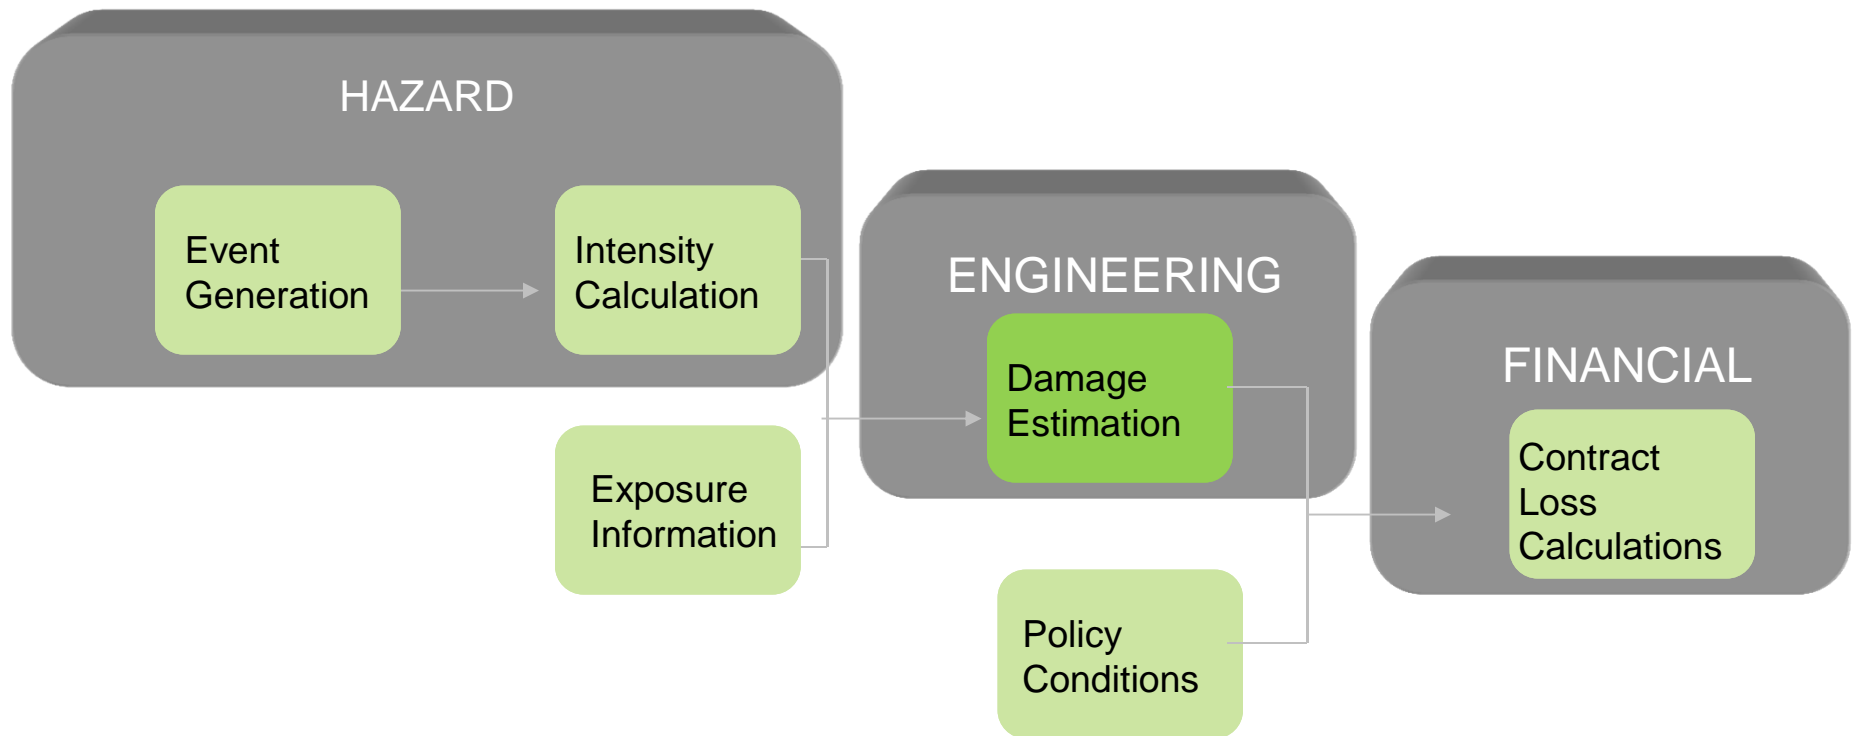 HAZARD
Event
Generation
Intensity
Calculation
Exposure
Information
ENGINEERING
Damage
Estimation
Policy
Conditions
FINANCIAL
Contract
Loss
Calculations